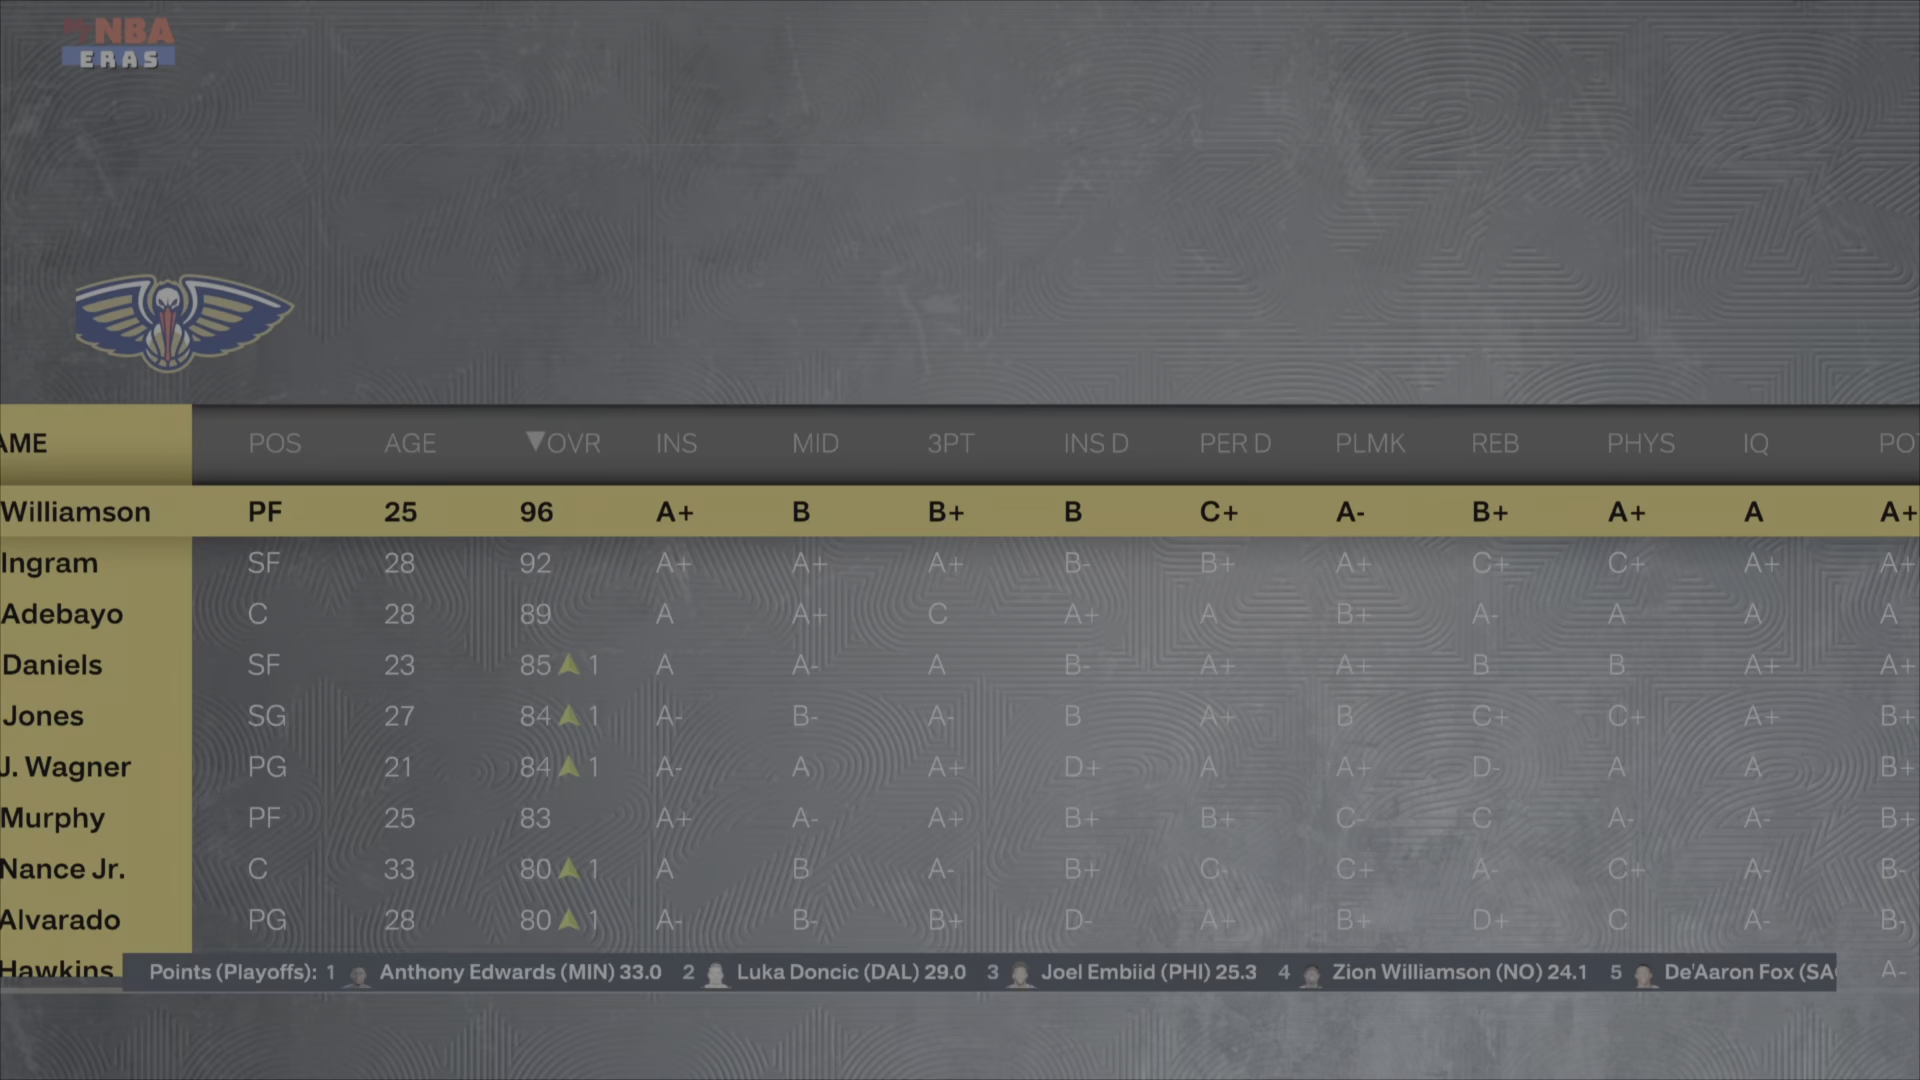 NBA
ERAS
AME POS AGE ▼OVR INS MID 3PT INS D PER D PLMK REB PHYS IQ PO
Williamson PF 25 96 A+ B B+ B C+ A- B+ A+ A A+
Ingram SF 28 92 A+ A+ A+ B- B+ A+ C+ C+ A+ A+
Adebayo C 28 89 A A+ C A+ A B+ A- A A A
Daniels SF 23 85 ▲ 1 A A- A B- A+ A+ B B A+ A+
Jones SG 27 84 ▲ 1 A- B- A- B A+ B C+ C+ A+ B+
J. Wagner PG 21 84 ▲ 1 A- A A+ D+ A A+ D- A A B+
Murphy PF 25 83 A+ A- A+ B+ B+ C- C A- A- B+
Nance Jr. C 33 80 ▲ 1 A B A- B+ C- C+ A- C+ A- B-
Alvarado PG 28 80 ▲ 1 A- B- B+ D- A+ B+ D+ C A- B-
Hawkins A-
Points (Playoffs): 1 Anthony Edwards (MIN) 33.0 2 Luka Doncic (DAL) 29.0 3 Joel Embiid (PHI) 25.3 4 Zion Williamson (NO) 24.1 5 De'Aaron Fox (SA